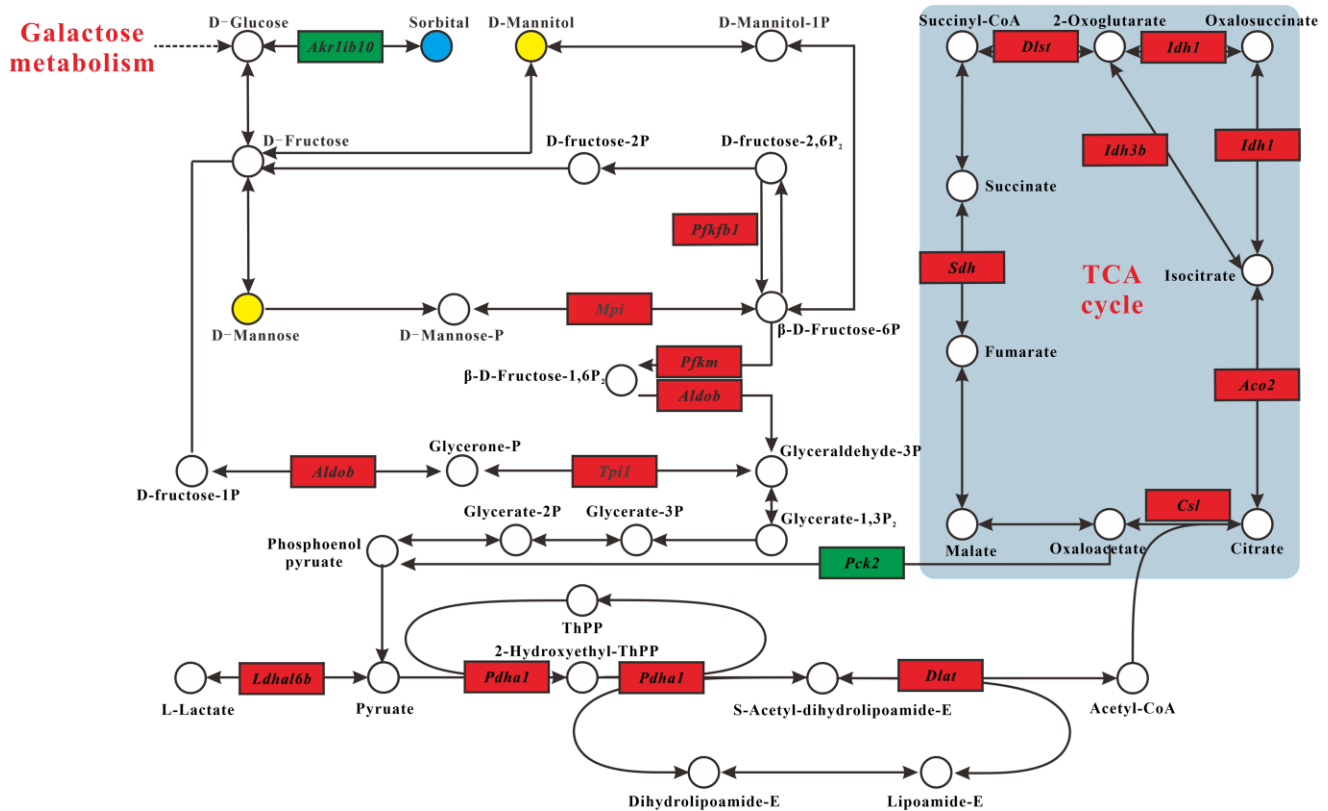 D-Glucose
Sorbital
D-Mannitol
D-Mannitol-1P
Succinyl-CoA
2-Oxoglutarate
Oxalosuccinate
Galactose
metabolism
Akr1ib10
Dlst
Idh1
D-Fructose
D-fructose-2P
D-fructose-2,6P₂
Idh3b
Idh1
Succinate
Pfkfb1
Sdh
TCA
cycle
Isocitrate
Mpi
D-Mannose
D-Mannose-P
β-D-Fructose-6P
Fumarate
Pfkm
β-D-Fructose-1,6P₂
Aldob
Aco2
Glycerone-P
Glyceraldehyde-3P
Aldob
Tpi1
D-fructose-1P
Glycerate-2P
Glycerate-3P
Glycerate-1,3P₂
Csl
Phosphoenol
pyruate
Malate
Oxaloacetate
Citrate
Pck2
ThPP
2-Hydroxyethyl-ThPP
Ldhal6b
Pdha1
Pdha1
Dlat
L-Lactate
Pyruate
S-Acetyl-dihydrolipoamide-E
Acetyl-CoA
Dihydrolipoamide-E
Lipoamide-E